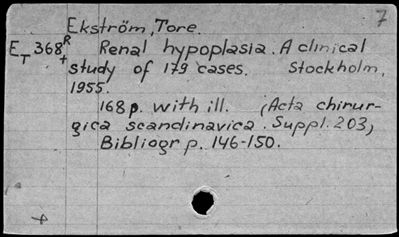 7
Ekström, Tore.
E_T 368 R+ Renal hypoplasia. A clinical
study of 179 cases. Stockholm,
1955.
168 p. with ill. (Acta chirur-
gica scandinavica. Suppl. 203)
Bibliogr p. 146-150.